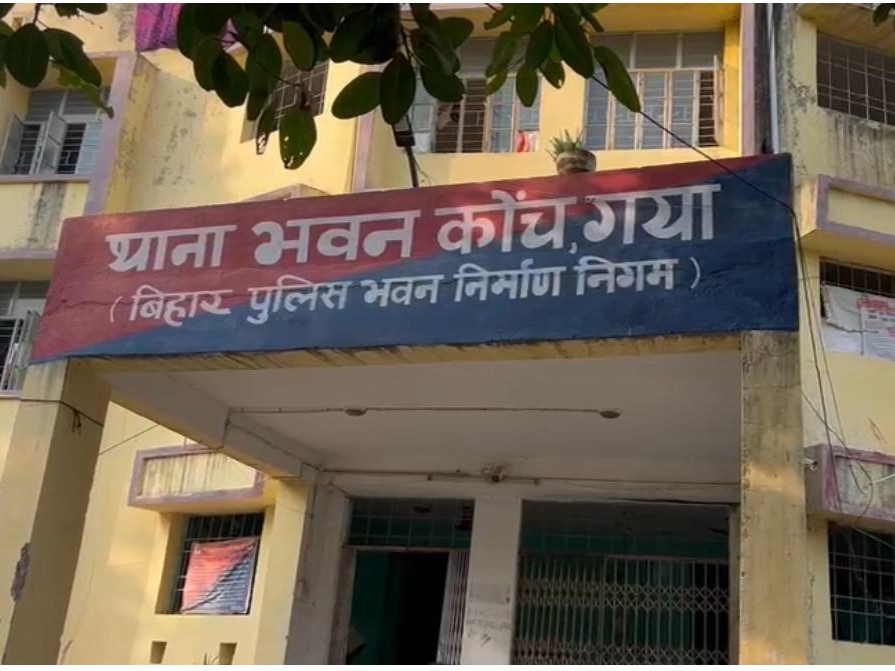 थाना भवन कोंच, गया
( बिहार पुलिस भवन निर्माण निगम )